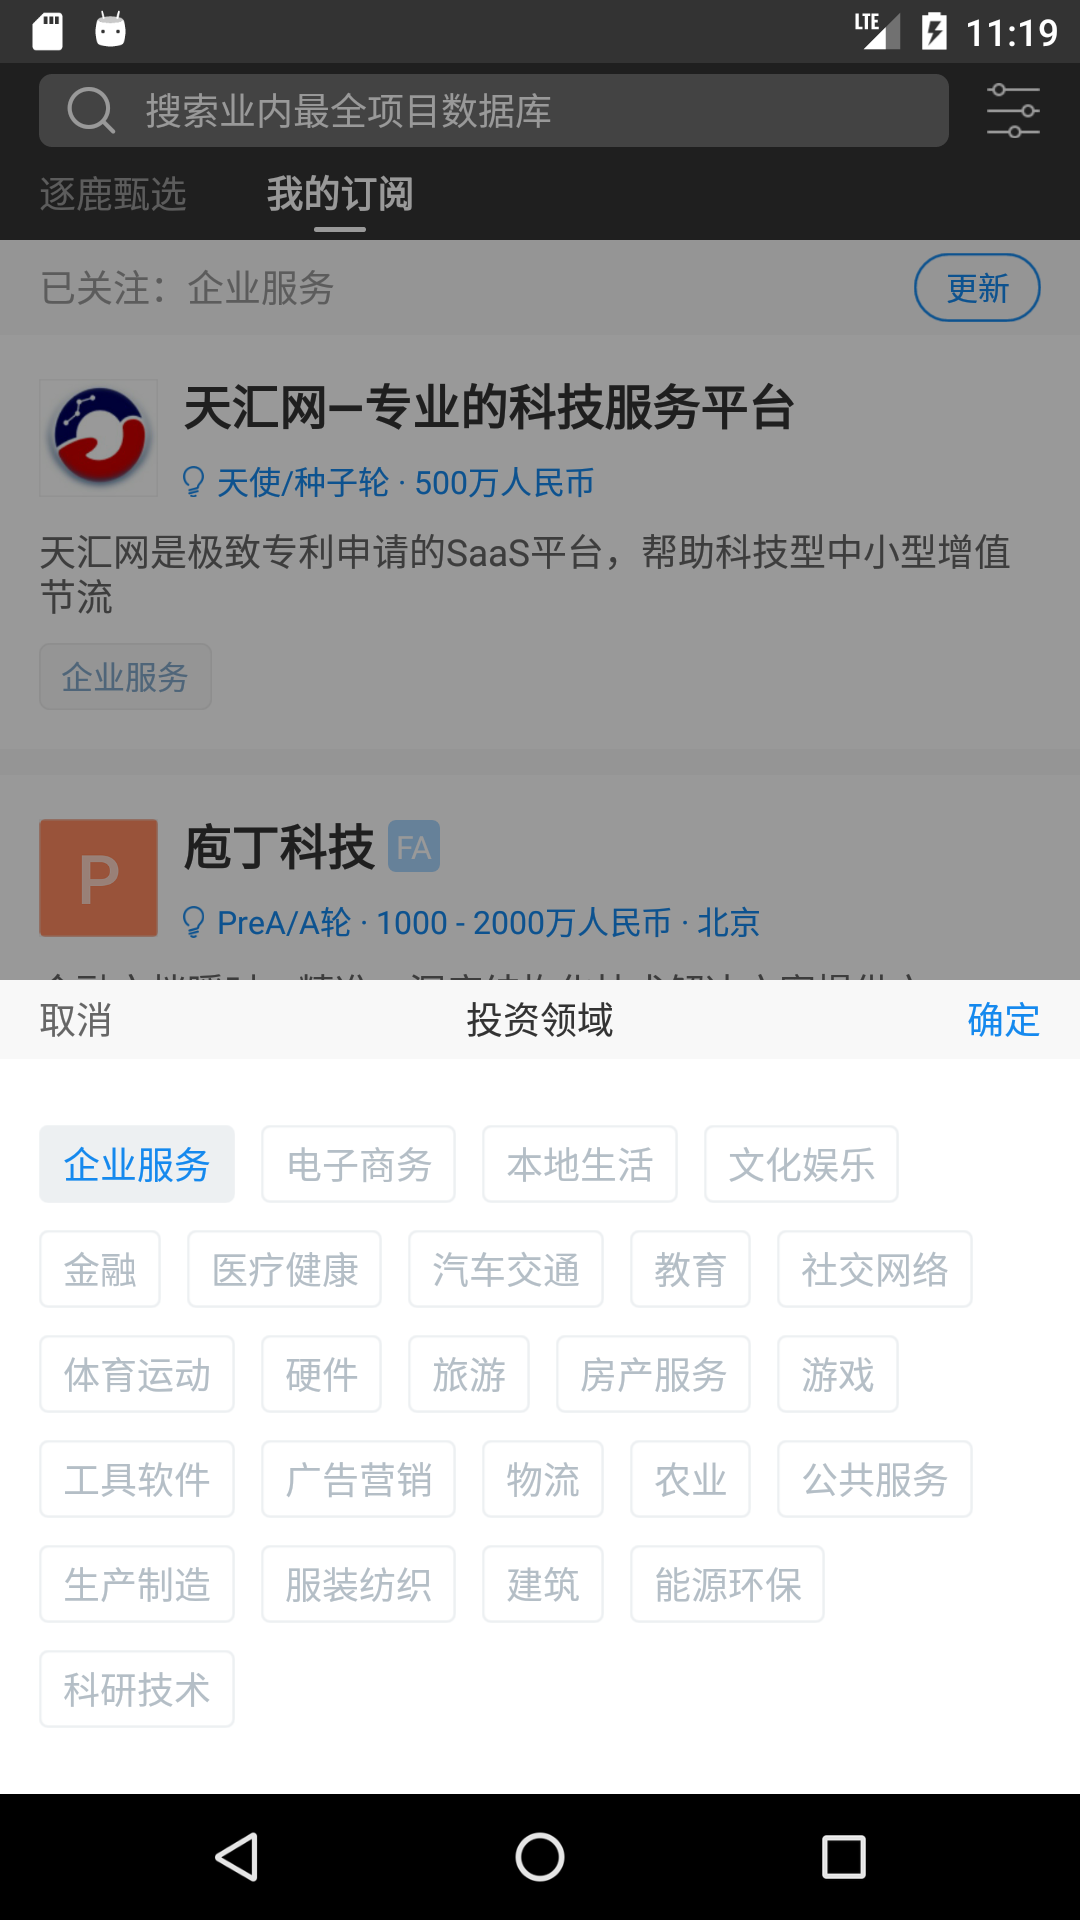 LTE 11:19
搜索业内最全项目数据库
逐鹿甄选 我的订阅
已关注：企业服务 更新
天汇网—专业的科技服务平台
天使/种子轮 · 500万人民币
天汇网是极致专利申请的SaaS平台，帮助科技型中小型增值
节流
企业服务
P 庖丁科技 FA
PreA/A轮 · 1000 - 2000万人民币 · 北京
取消 投资领域 确定
企业服务 电子商务 本地生活 文化娱乐
金融 医疗健康 汽车交通 教育 社交网络
体育运动 硬件 旅游 房产服务 游戏
工具软件 广告营销 物流 农业 公共服务
生产制造 服装纺织 建筑 能源环保
科研技术